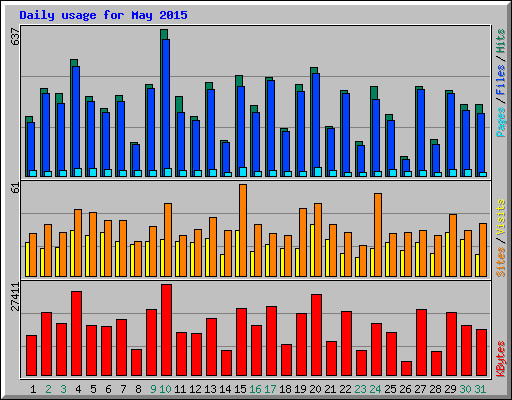 Daily usage for May 2015
637
Pages / Files / Hits
61
Sites / Visits
27411
KBytes
1 2 3 4 5 6 7 8 9 10 11 12 13 14 15 16 17 18 19 20 21 22 23 24 25 26 27 28 29 30 31